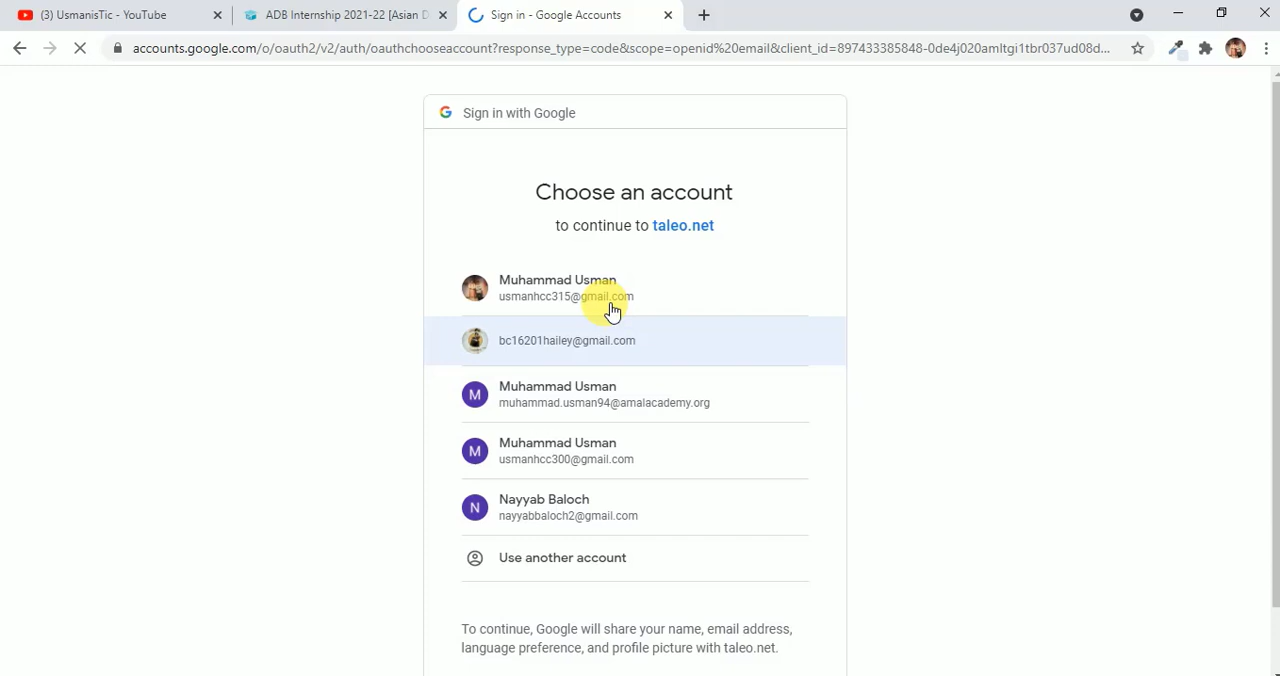 (3) UsmanisTic - YouTube
ADB Internship 2021-22 [Asian D
Sign in - Google Accounts
accounts.google.com/o/oauth2/v2/auth/oauthchooseaccount?response_type=code&scope=openid%20email&client_id=897433385848-0de4j020amltgi1tbr037ud08d...
Sign in with Google
Choose an account
to continue to taleo.net
Muhammad Usman
usmanhcc315@gmail.com
bc16201hailey@gmail.com
Muhammad Usman
muhammad.usman94@amalacademy.org
M
Muhammad Usman
usmanhcc300@gmail.com
M
Nayyab Baloch
nayyabbaloch2@gmail.com
N
Use another account
To continue, Google will share your name, email address,
language preference, and profile picture with taleo.net.